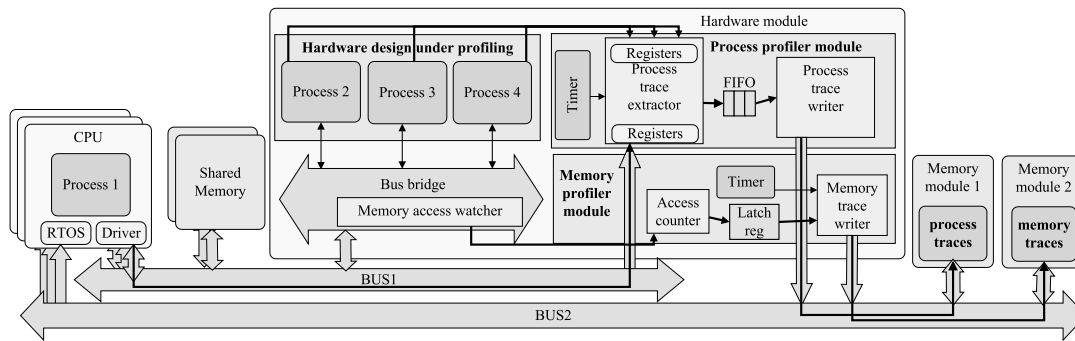 Hardware module
Hardware design under profiling
Process 2
Process 3
Process 4
Process profiler module
Timer
Registers
Process
trace
extractor
Registers
FIFO
Process
trace
writer
CPU
Process 1
RTOS
Driver
Shared
Memory
Bus bridge
Memory access watcher
Memory
profiler
module
Timer
Access
counter
Latch
reg
Memory
trace
writer
Memory
module 1
process
traces
Memory
module 2
memory
traces
BUS1
BUS2